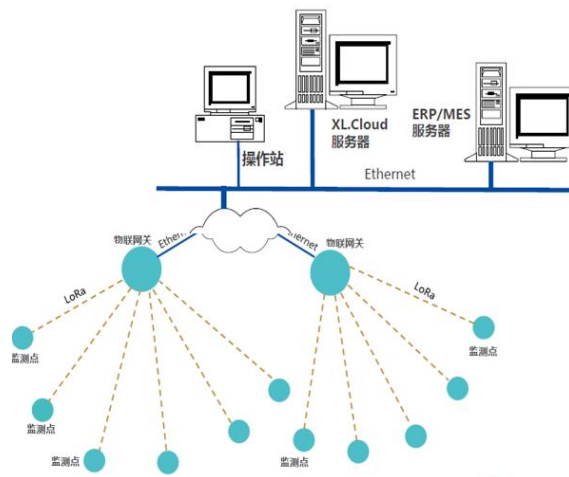 XL.Cloud
服务器
ERP/MES
服务器
操作站
Ethernet
物联网关
物联网关
LoRa
LoRa
监测点
监测点
监测点
监测点
监测点